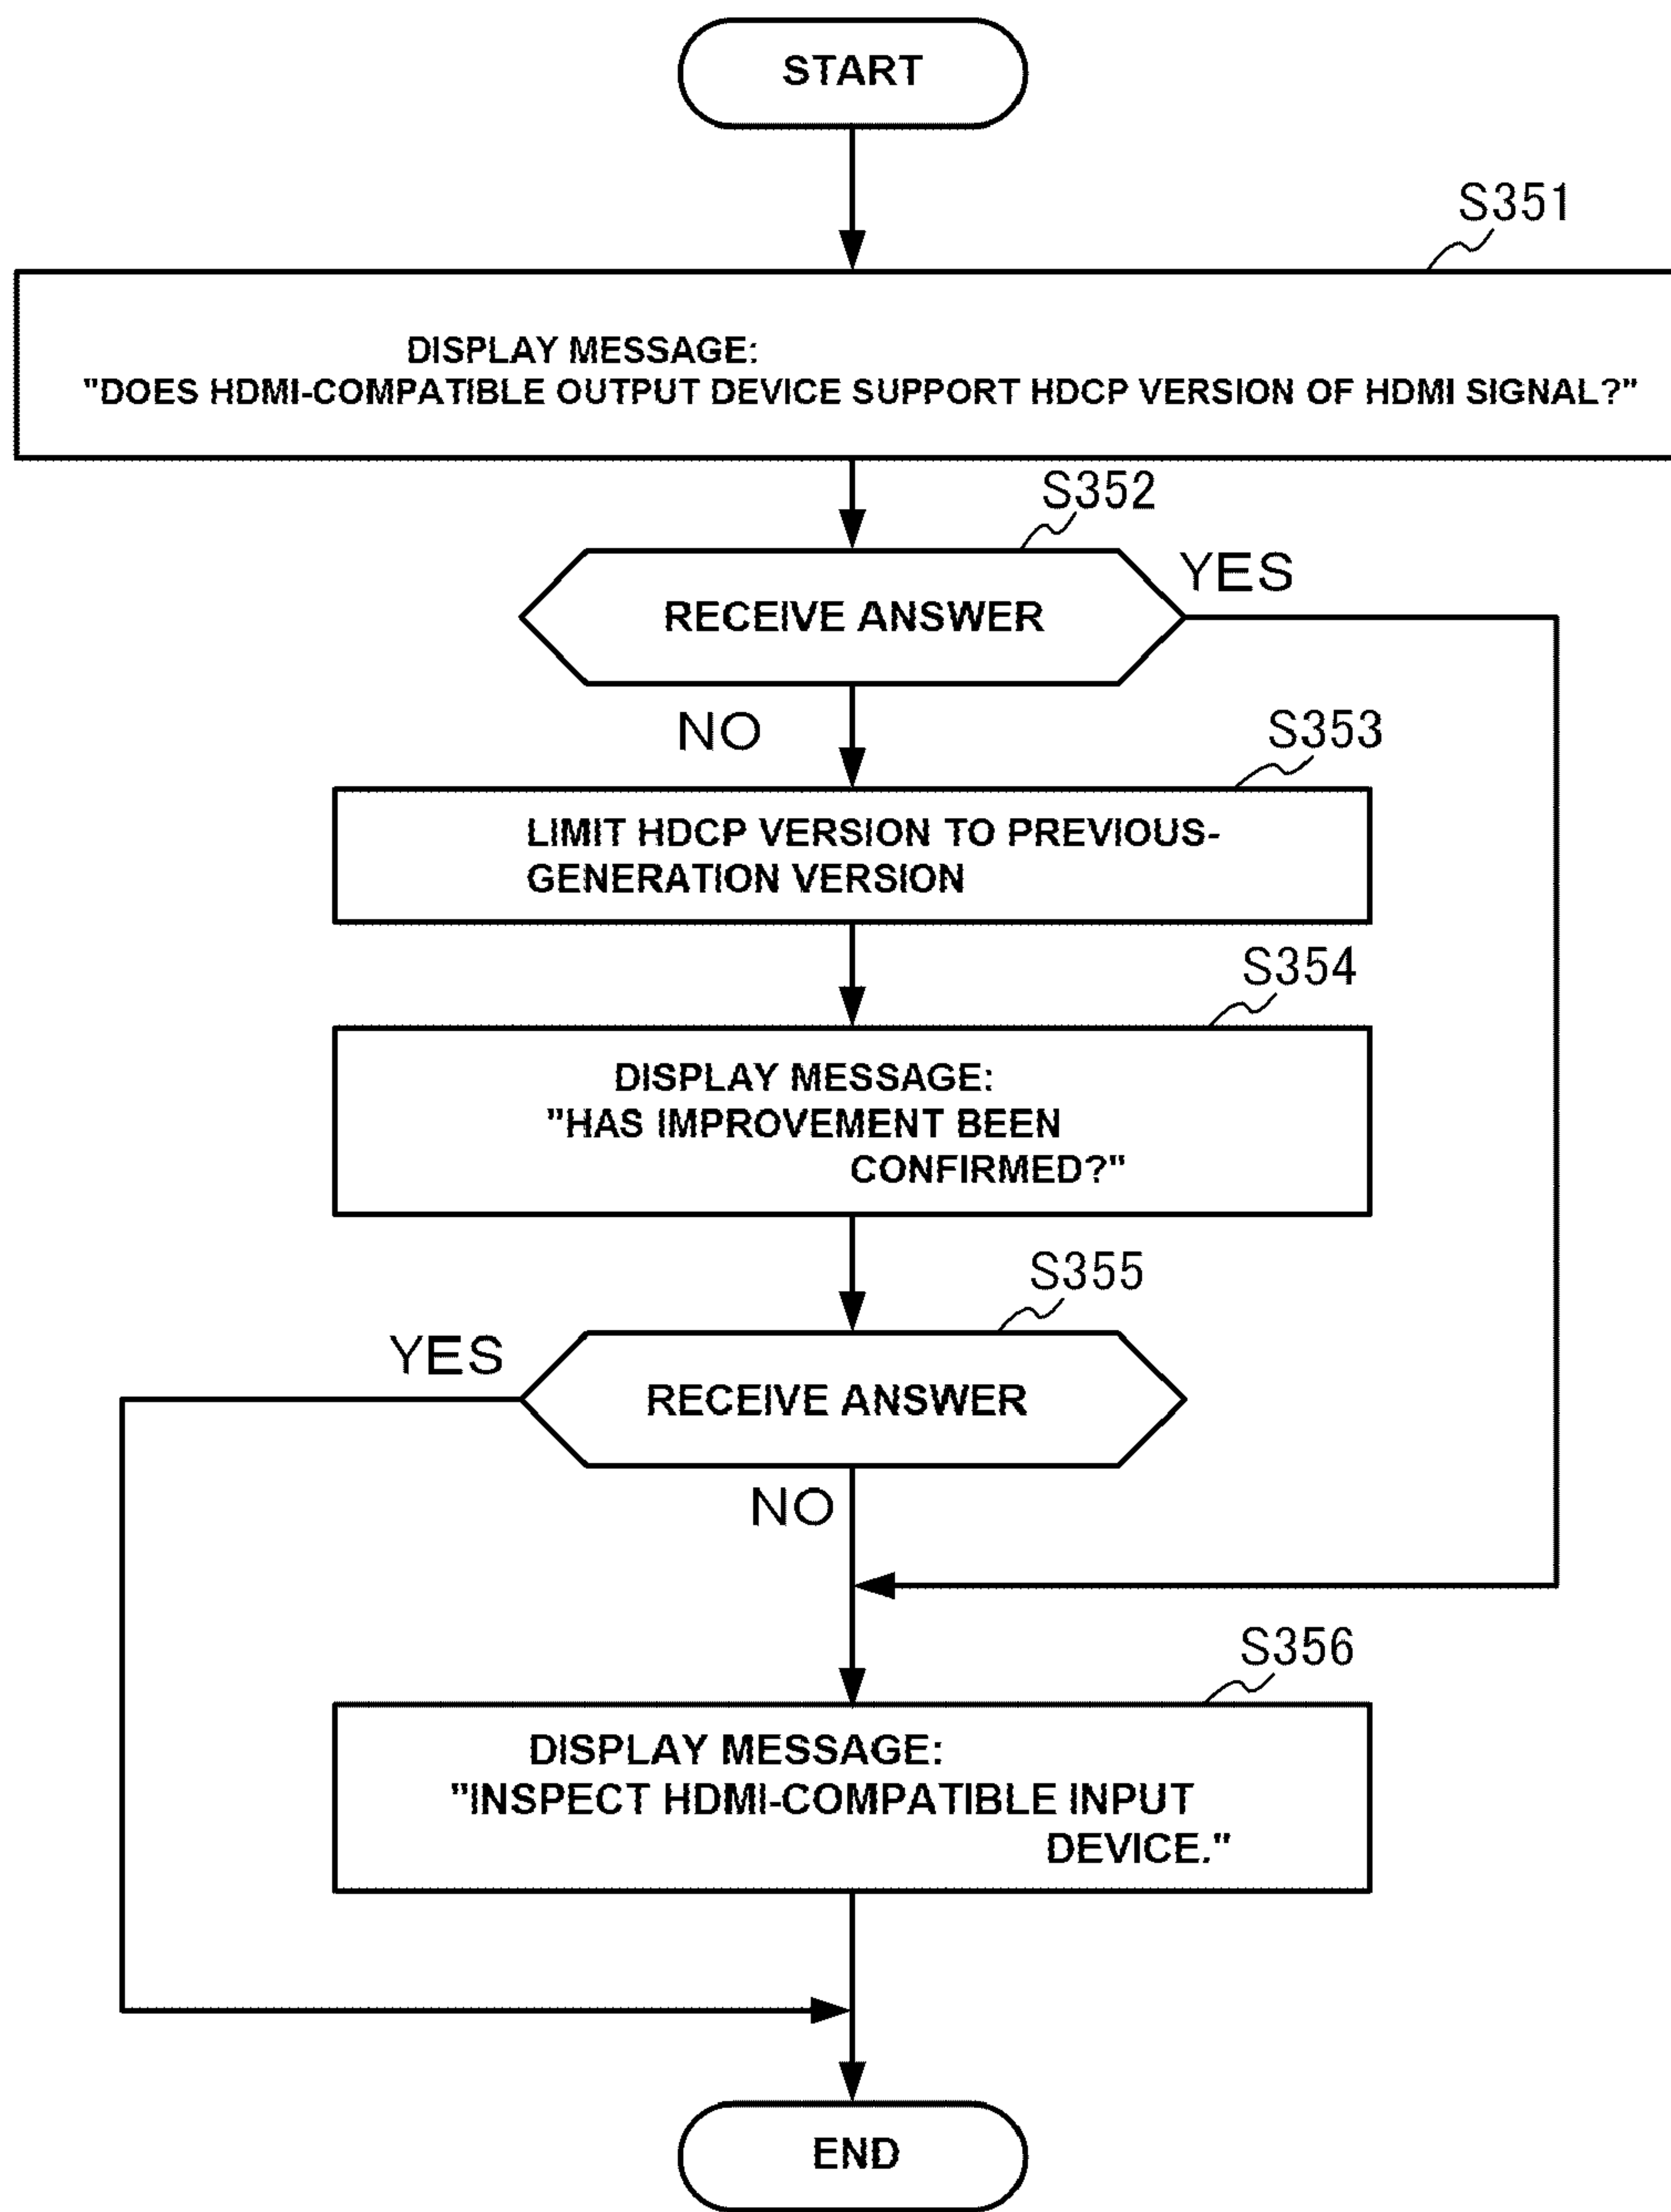 START
S351
DISPLAY MESSAGE:
"DOES HDMI-COMPATIBLE OUTPUT DEVICE SUPPORT HDCP VERSION OF HDMI SIGNAL?"
S352
YES
RECEIVE ANSWER
NO
S353
LIMIT HDCP VERSION TO PREVIOUS-
GENERATION VERSION
S354
DISPLAY MESSAGE:
"HAS IMPROVEMENT BEEN
CONFIRMED?"
S355
YES
RECEIVE ANSWER
NO
S356
DISPLAY MESSAGE:
"INSPECT HDMI-COMPATIBLE INPUT
DEVICE."
END